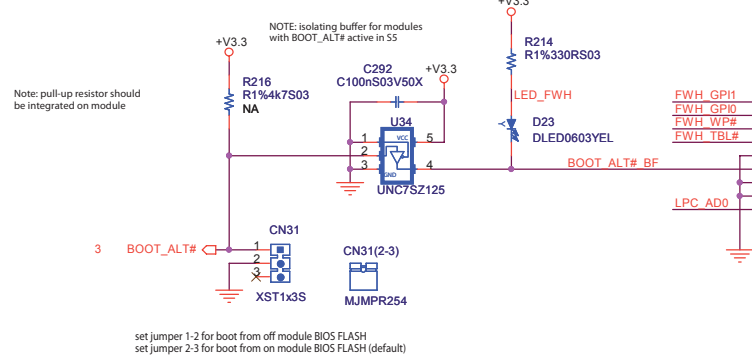 +V3.3
NOTE: isolating buffer for modules
with BOOT_ALT# active in S5
+V3.3
R214
R1%330RS03
C292
C100nS03V50X
+V3.3
Note: pull-up resistor should
be integrated on module
R216
R1%4k7S03
NA
LED_FWH
FWH_GPI1
FWH_GPI0
FWH_WP#
FWH_TBL#
U34
D23
DLED0603YEL
1
2
3
VCC
GND
5
4
UNC7SZ125
BOOT_ALT#_BF
LPC_AD0
3 BOOT_ALT#
CN31
1
2
3
XST1x3S
CN31(2-3)
MJMPR254
set jumper 1-2 for boot from off module BIOS FLASH
set jumper 2-3 for boot from on module BIOS FLASH (default)